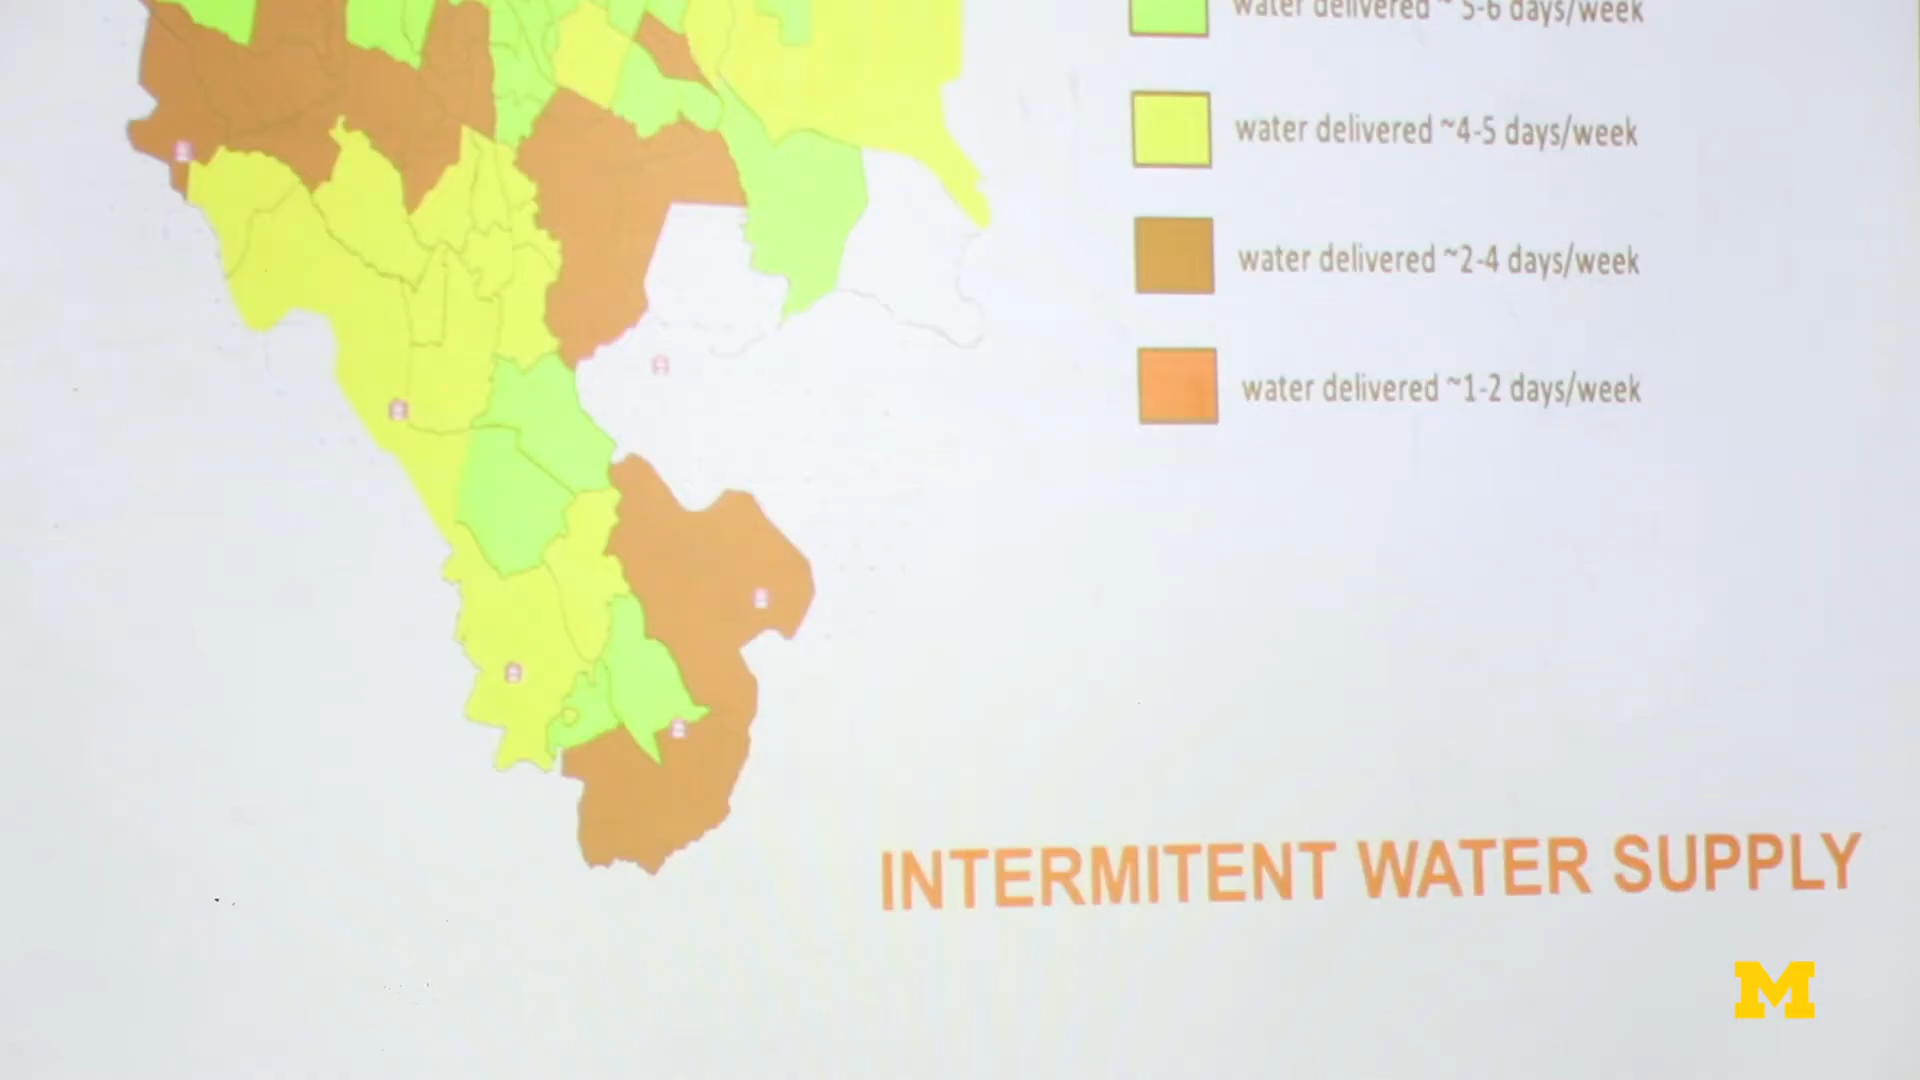 water delivered ~ 5-6 days/week
water delivered ~4-5 days/week
water delivered ~2-4 days/week
water delivered ~1-2 days/week
INTERMITENT WATER SUPPLY
M